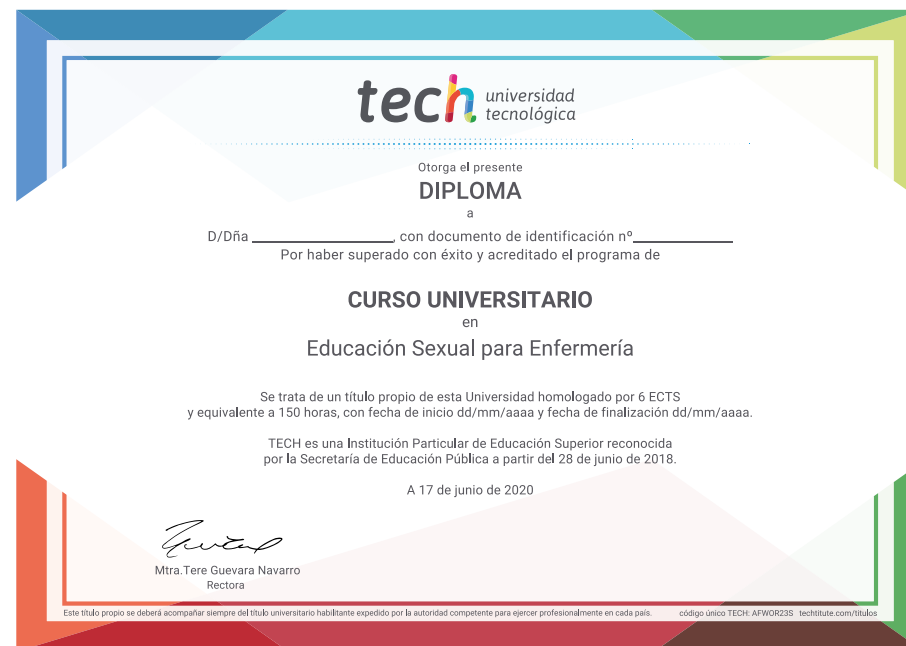 tech universidad
tecnológica
Otorga el presente
DIPLOMA
a
D/Dña ____________, con documento de identificación nº__________
Por haber superado con éxito y acreditado el programa de
CURSO UNIVERSITARIO
en
Educación Sexual para Enfermería
Se trata de un título propio de esta Universidad homologado por 6 ECTS
y equivalente a 150 horas, con fecha de inicio dd/mm/aaaa y fecha de finalización dd/mm/aaaa.
TECH es una Institución Particular de Educación Superior reconocida
por la Secretaría de Educación Pública a partir del 28 de junio de 2018.
A 17 de junio de 2020
Mtra.Tere Guevara Navarro
Rectora
Este título propio se deberá acompañar siempre del título universitario habilitante expedido por la autoridad competente para ejercer profesionalmente en cada país. código único TECH: AFWOR23S techtitute.com/títulos